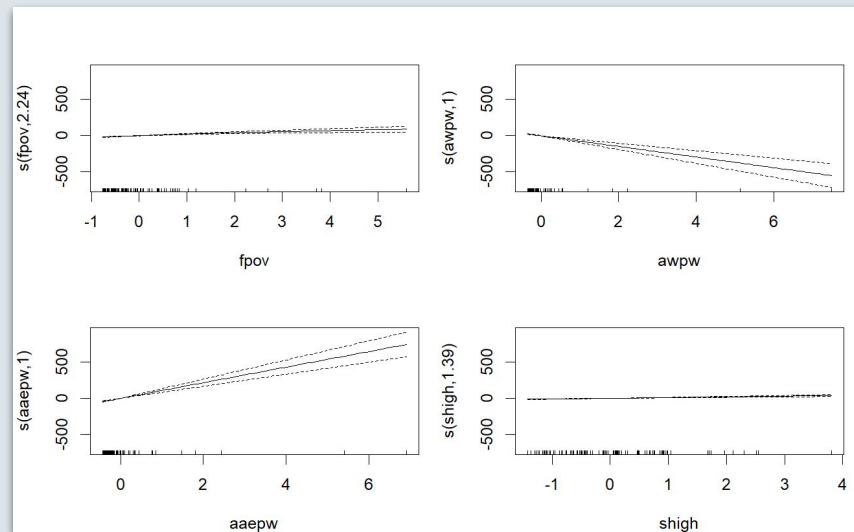 s(fpov,2.24)
500
0
-500
-1 0 1 2 3 4 5
fpov
s(awpw,1)
500
0
-500
0 2 4 6
awpw
s(aaepw,1)
500
0
-500
0 2 4 6
aaepw
s(shigh,1.39)
500
0
-500
-1 0 1 2 3 4
shigh